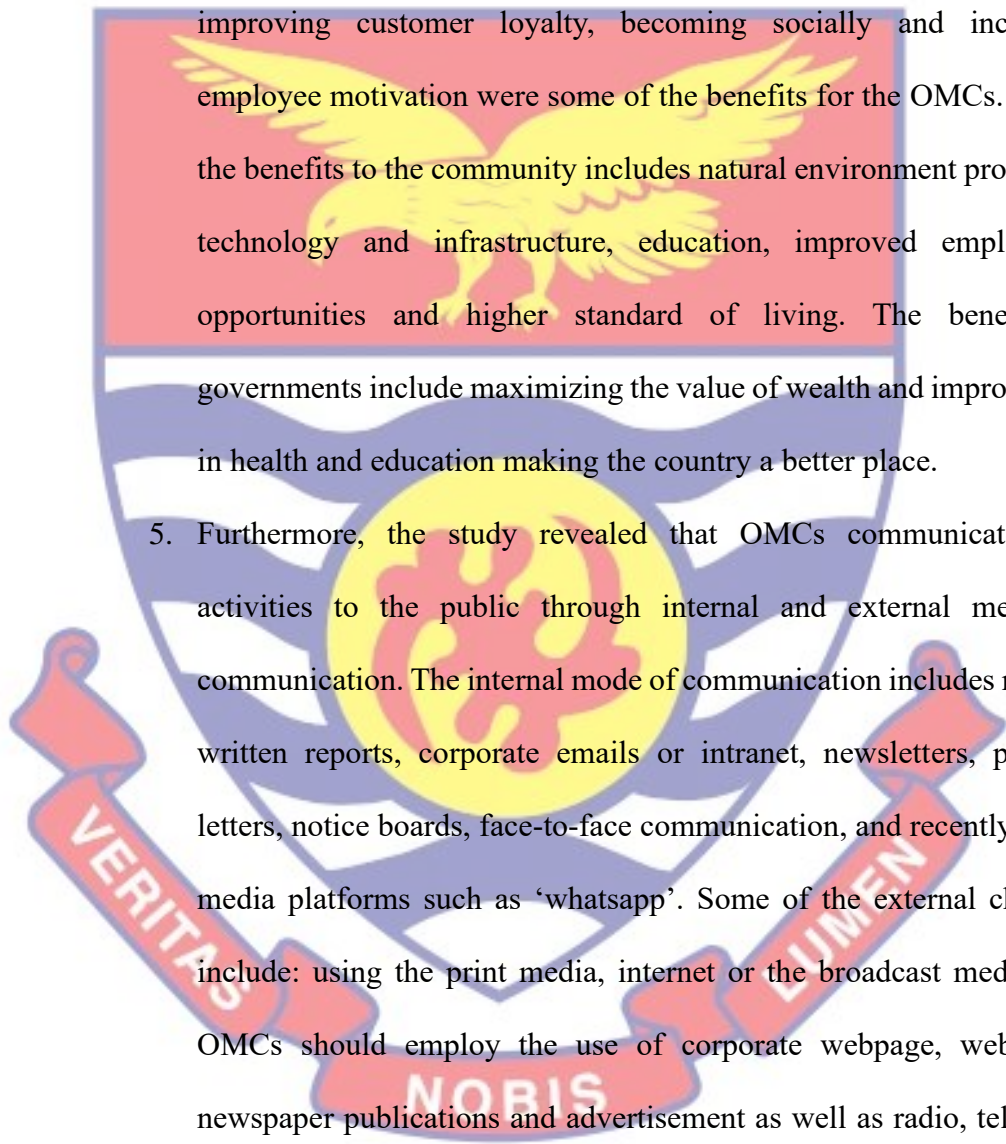 improving customer loyalty, becoming socially and inc
employee motivation were some of the benefits for the OMCs.
the benefits to the community includes natural environment pro
technology and infrastructure, education, improved empl
opportunities and higher standard of living. The bene
governments include maximizing the value of wealth and impro
in health and education making the country a better place.
5. Furthermore, the study revealed that OMCs communicat
activities to the public through internal and external me
communication. The internal mode of communication includes
written reports, corporate emails or intranet, newsletters, p
letters, notice boards, face-to-face communication, and recently
media platforms such as ‘whatsapp’. Some of the external cl
include: using the print media, internet or the broadcast med
OMCs should employ the use of corporate webpage, web
newspaper publications and advertisement as well as radio, tel
VERITAS
NOBIS
LUMEN